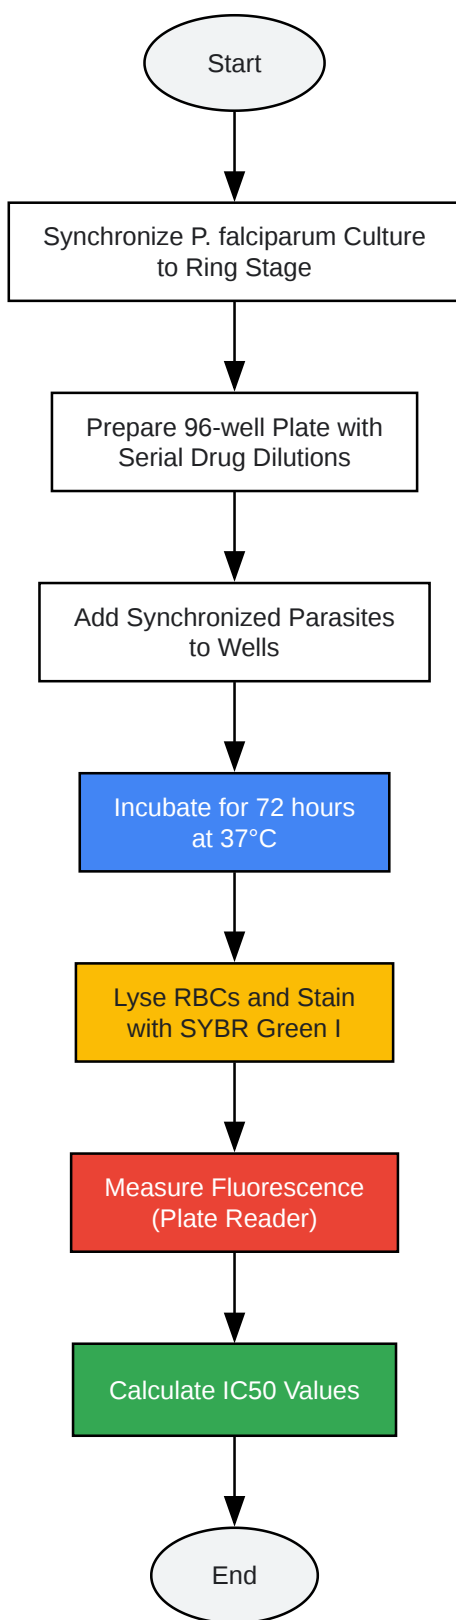 Start
Synchronize P. falciparum Culture
to Ring Stage
Prepare 96-well Plate with
Serial Drug Dilutions
Add Synchronized Parasites
to Wells
Incubate for 72 hours
at 37°C
Lyse RBCs and Stain
with SYBR Green I
Measure Fluorescence
(Plate Reader)
Calculate IC50 Values
End